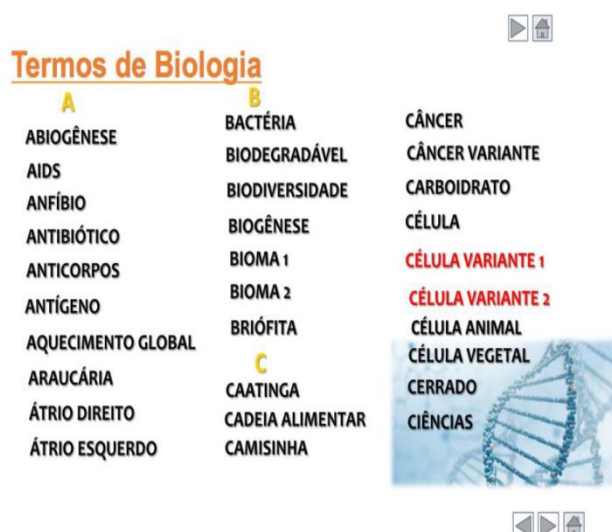 Termos de Biologia
A
ABIOGÊNESE
AIDS
ANFÍBIO
ANTIBIÓTICO
ANTICORPOS
ANTÍGENO
AQUECIMENTO GLOBAL
ARAUCÁRIA
ÁTRIO DIREITO
ÁTRIO ESQUERDO
B
BACTÉRIA
BIODEGRADÁVEL
BIODIVERSIDADE
BIOGÊNESE
BIOMA 1
BIOMA 2
BRIÓFITA
C
CAATINGA
CADEIA ALIMENTAR
CAMISINHA
CÂNCER
CÂNCER VARIANTE
CARBOIDRATO
CÉLULA
CÉLULA VARIANTE 1
CÉLULA VARIANTE 2
CÉLULA ANIMAL
CÉLULA VEGETAL
CERRADO
CIÊNCIAS